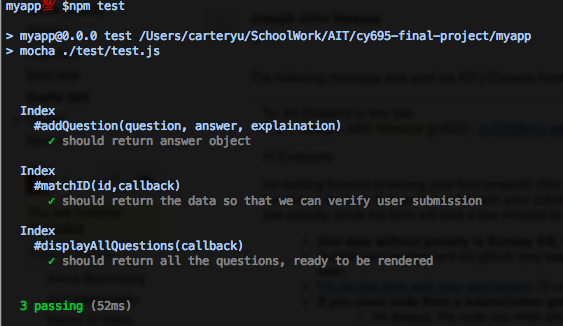 myapp💯 $npm test
> myapp@0.0.0 test /Users/carteryu/SchoolWork/AIT/cy695-final-project/myapp
> mocha ./test/test.js
Index
#addQuestion(question, answer, explaination)
✓ should return answer object
Index
#matchID(id,callback)
✓ should return the data so that we can verify user submission
Index
#displayAllQuestions(callback)
✓ should return all the questions, ready to be rendered
3 passing (52ms)